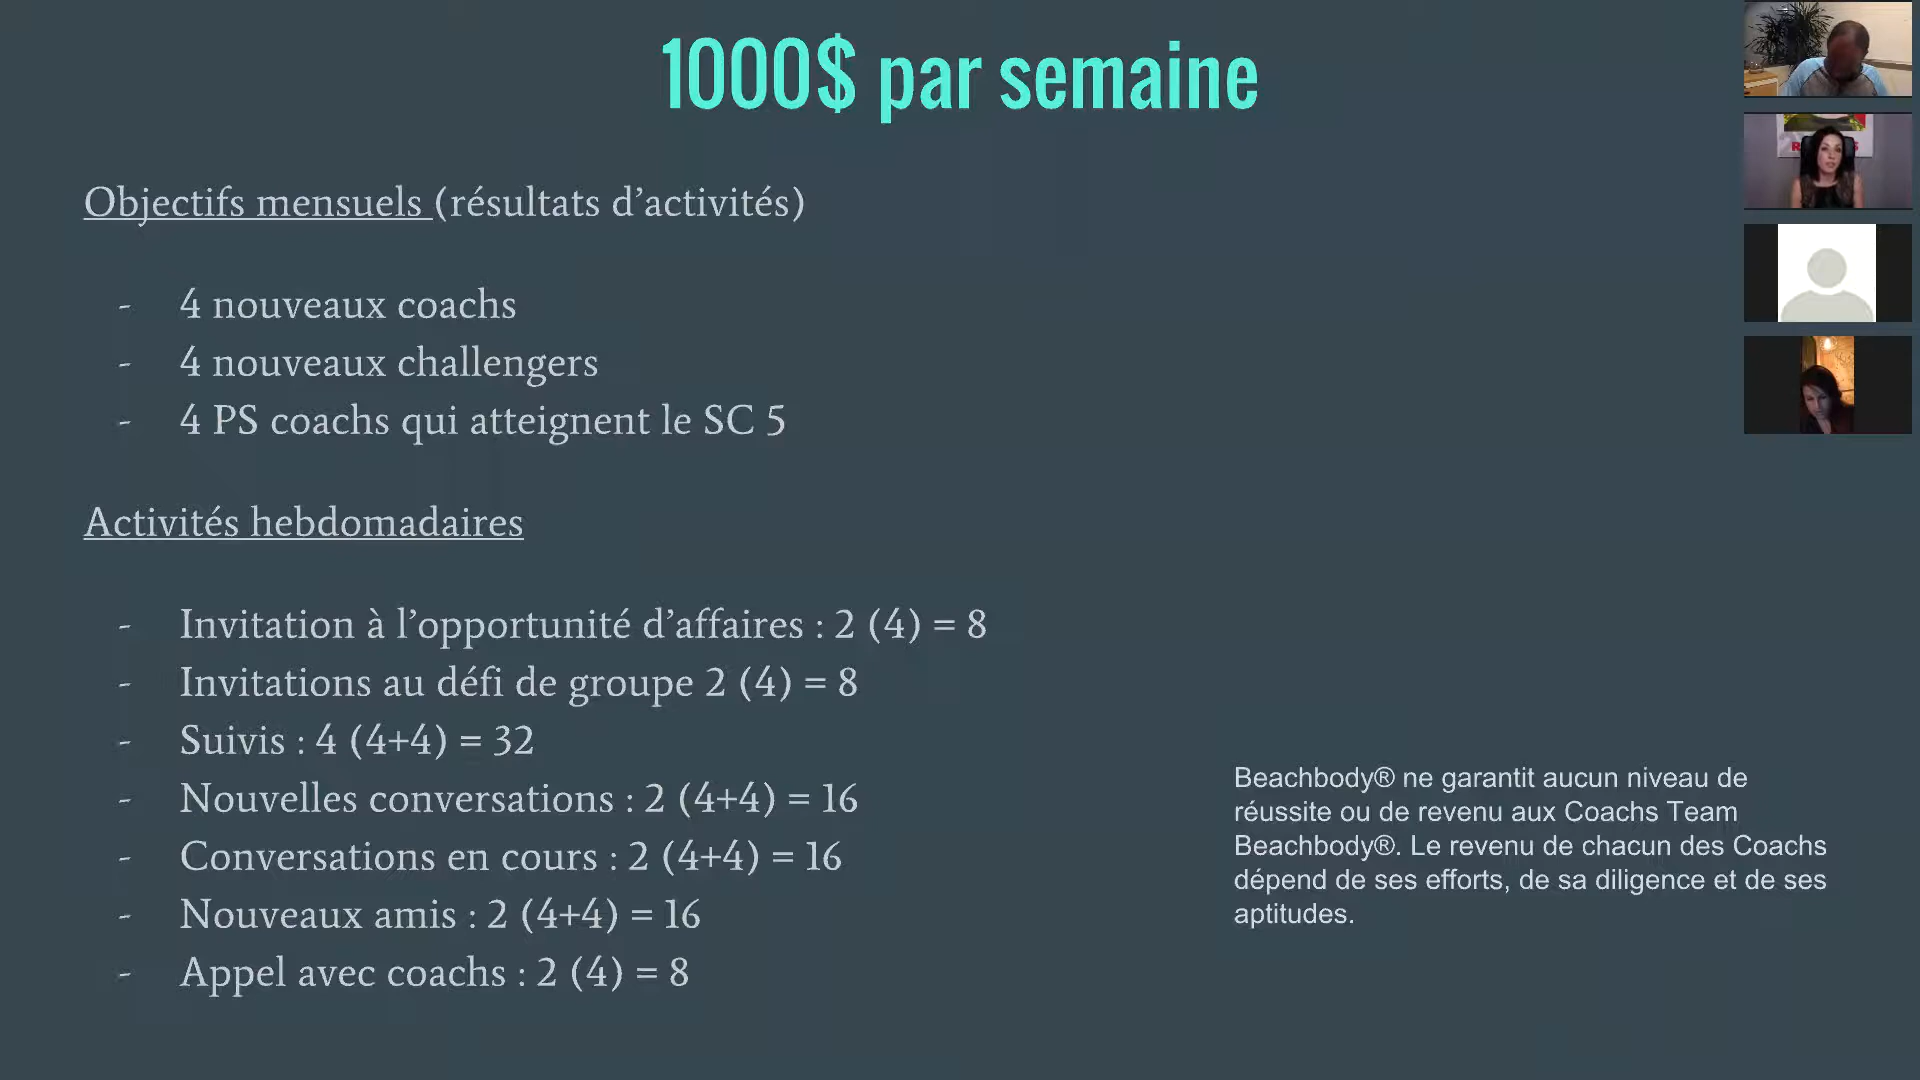 1000$ par semaine
Objectifs mensuels (résultats d’activités)
- 4 nouveaux coachs
- 4 nouveaux challengers
- 4 PS coachs qui atteignent le SC 5
Activités hebdomadaires
- Invitation à l’opportunité d’affaires : 2 (4) = 8
- Invitations au défi de groupe 2 (4) = 8
- Suivis : 4 (4+4) = 32
- Nouvelles conversations : 2 (4+4) = 16
- Conversations en cours : 2 (4+4) = 16
- Nouveaux amis : 2 (4+4) = 16
- Appel avec coachs : 2 (4) = 8
Beachbody® ne garantit aucun niveau de
réussite ou de revenu aux Coachs Team
Beachbody®. Le revenu de chacun des Coachs
dépend de ses efforts, de sa diligence et de ses
aptitudes.